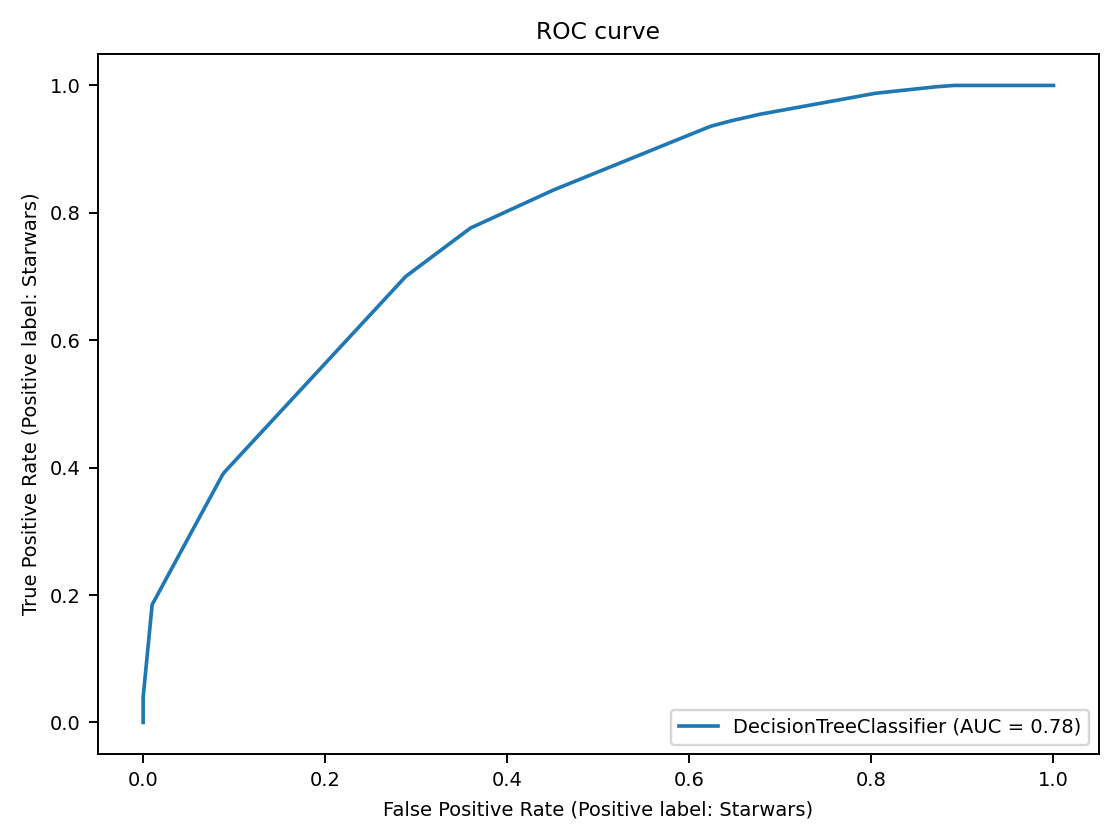 ROC curve
1.0
0.8
0.6
0.4
0.2
0.0
True Positive Rate (Positive label: Starwars)
DecisionTreeClassifier (AUC = 0.78)
0.0 0.2 0.4 0.6 0.8 1.0
False Positive Rate (Positive label: Starwars)